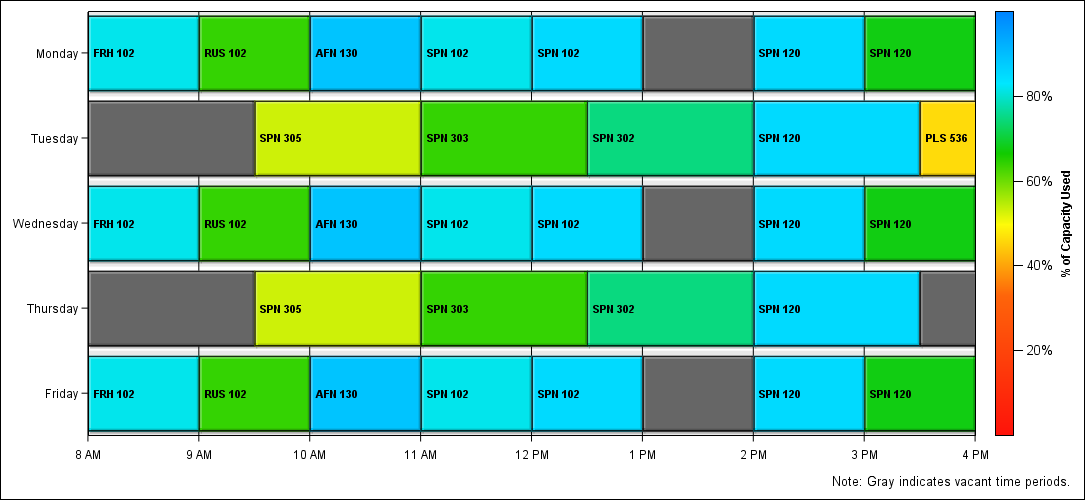 Monday
FRH 102 RUS 102 AFN 130 SPN 102 SPN 102 SPN 120 SPN 120
Tuesday
SPN 305 SPN 303 SPN 302 SPN 120 PLS 536
Wednesday
FRH 102 RUS 102 AFN 130 SPN 102 SPN 102 SPN 120 SPN 120
Thursday
SPN 305 SPN 303 SPN 302 SPN 120
Friday
FRH 102 RUS 102 AFN 130 SPN 102 SPN 102 SPN 120 SPN 120
8 AM 9 AM 10 AM 11 AM 12 PM 1 PM 2 PM 3 PM 4 PM
80%
60%
40%
20%
% of Capacity Used
Note: Gray indicates vacant time periods.